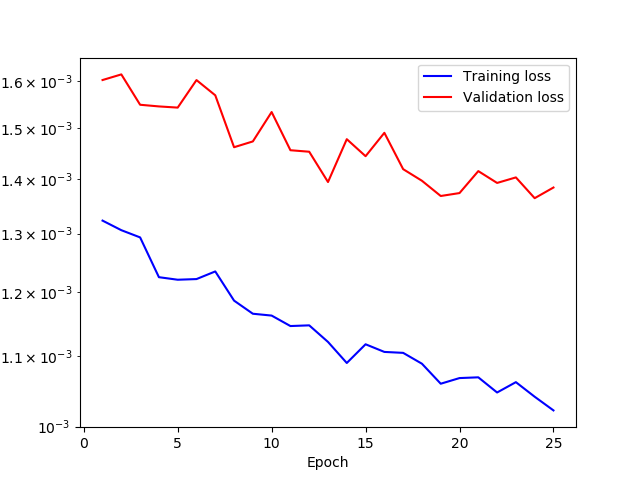 Training loss
Validation loss
1.6 × 10⁻³
1.5 × 10⁻³
1.4 × 10⁻³
1.3 × 10⁻³
1.2 × 10⁻³
1.1 × 10⁻³
10⁻³
0 5 10 15 20 25
Epoch